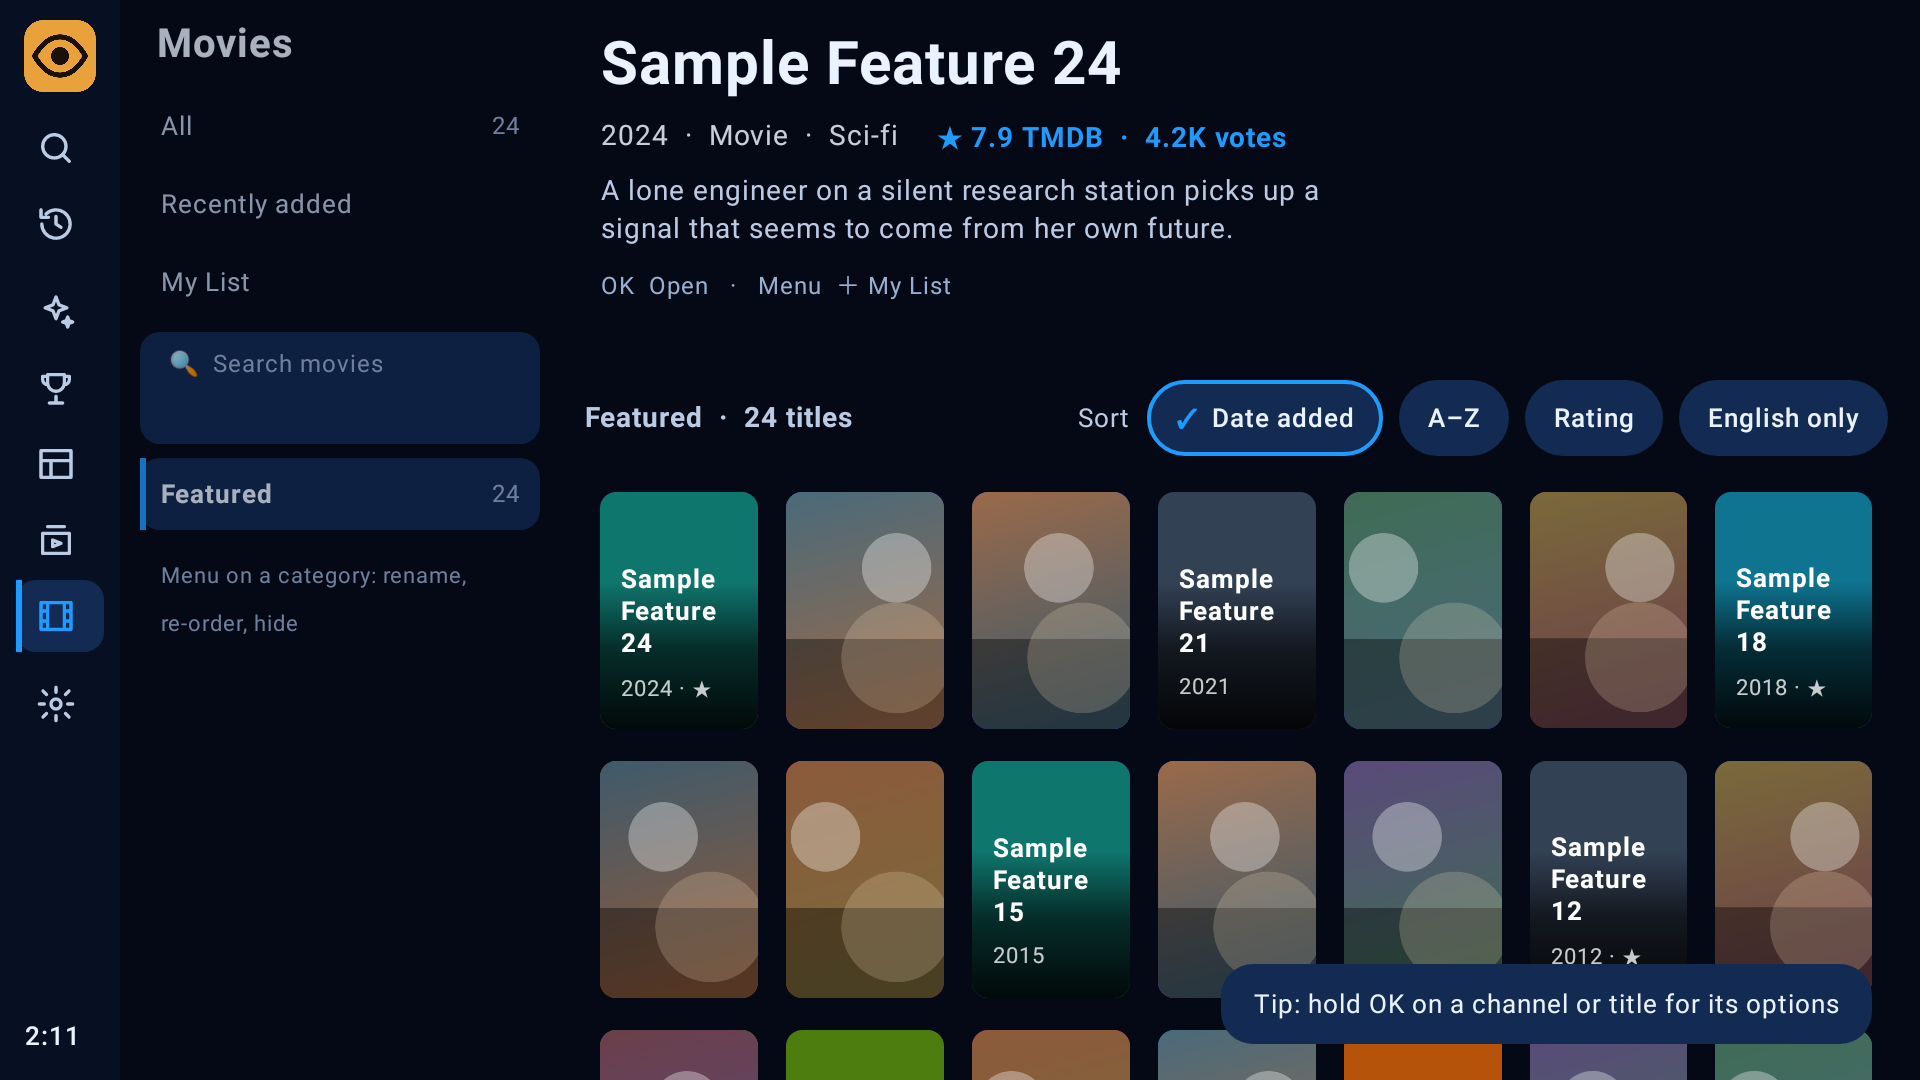 Movies
All 24
Recently added
My List
🔍 Search movies
Featured 24
Menu on a category: rename,
re-order, hide
2:11
Sample Feature 24
2024 · Movie · Sci-fi ★ 7.9 TMDB · 4.2K votes
A lone engineer on a silent research station picks up a
signal that seems to come from her own future.
OK Open · Menu + My List
Featured · 24 titles
Sort ✓ Date added A–Z Rating English only
Sample
Feature
24
2024 · ★
Sample
Feature
21
2021
Sample
Feature
18
2018 · ★
Sample
Feature
15
2015
Sample
Feature
12
2012 · ★
Tip: hold OK on a channel or title for its options